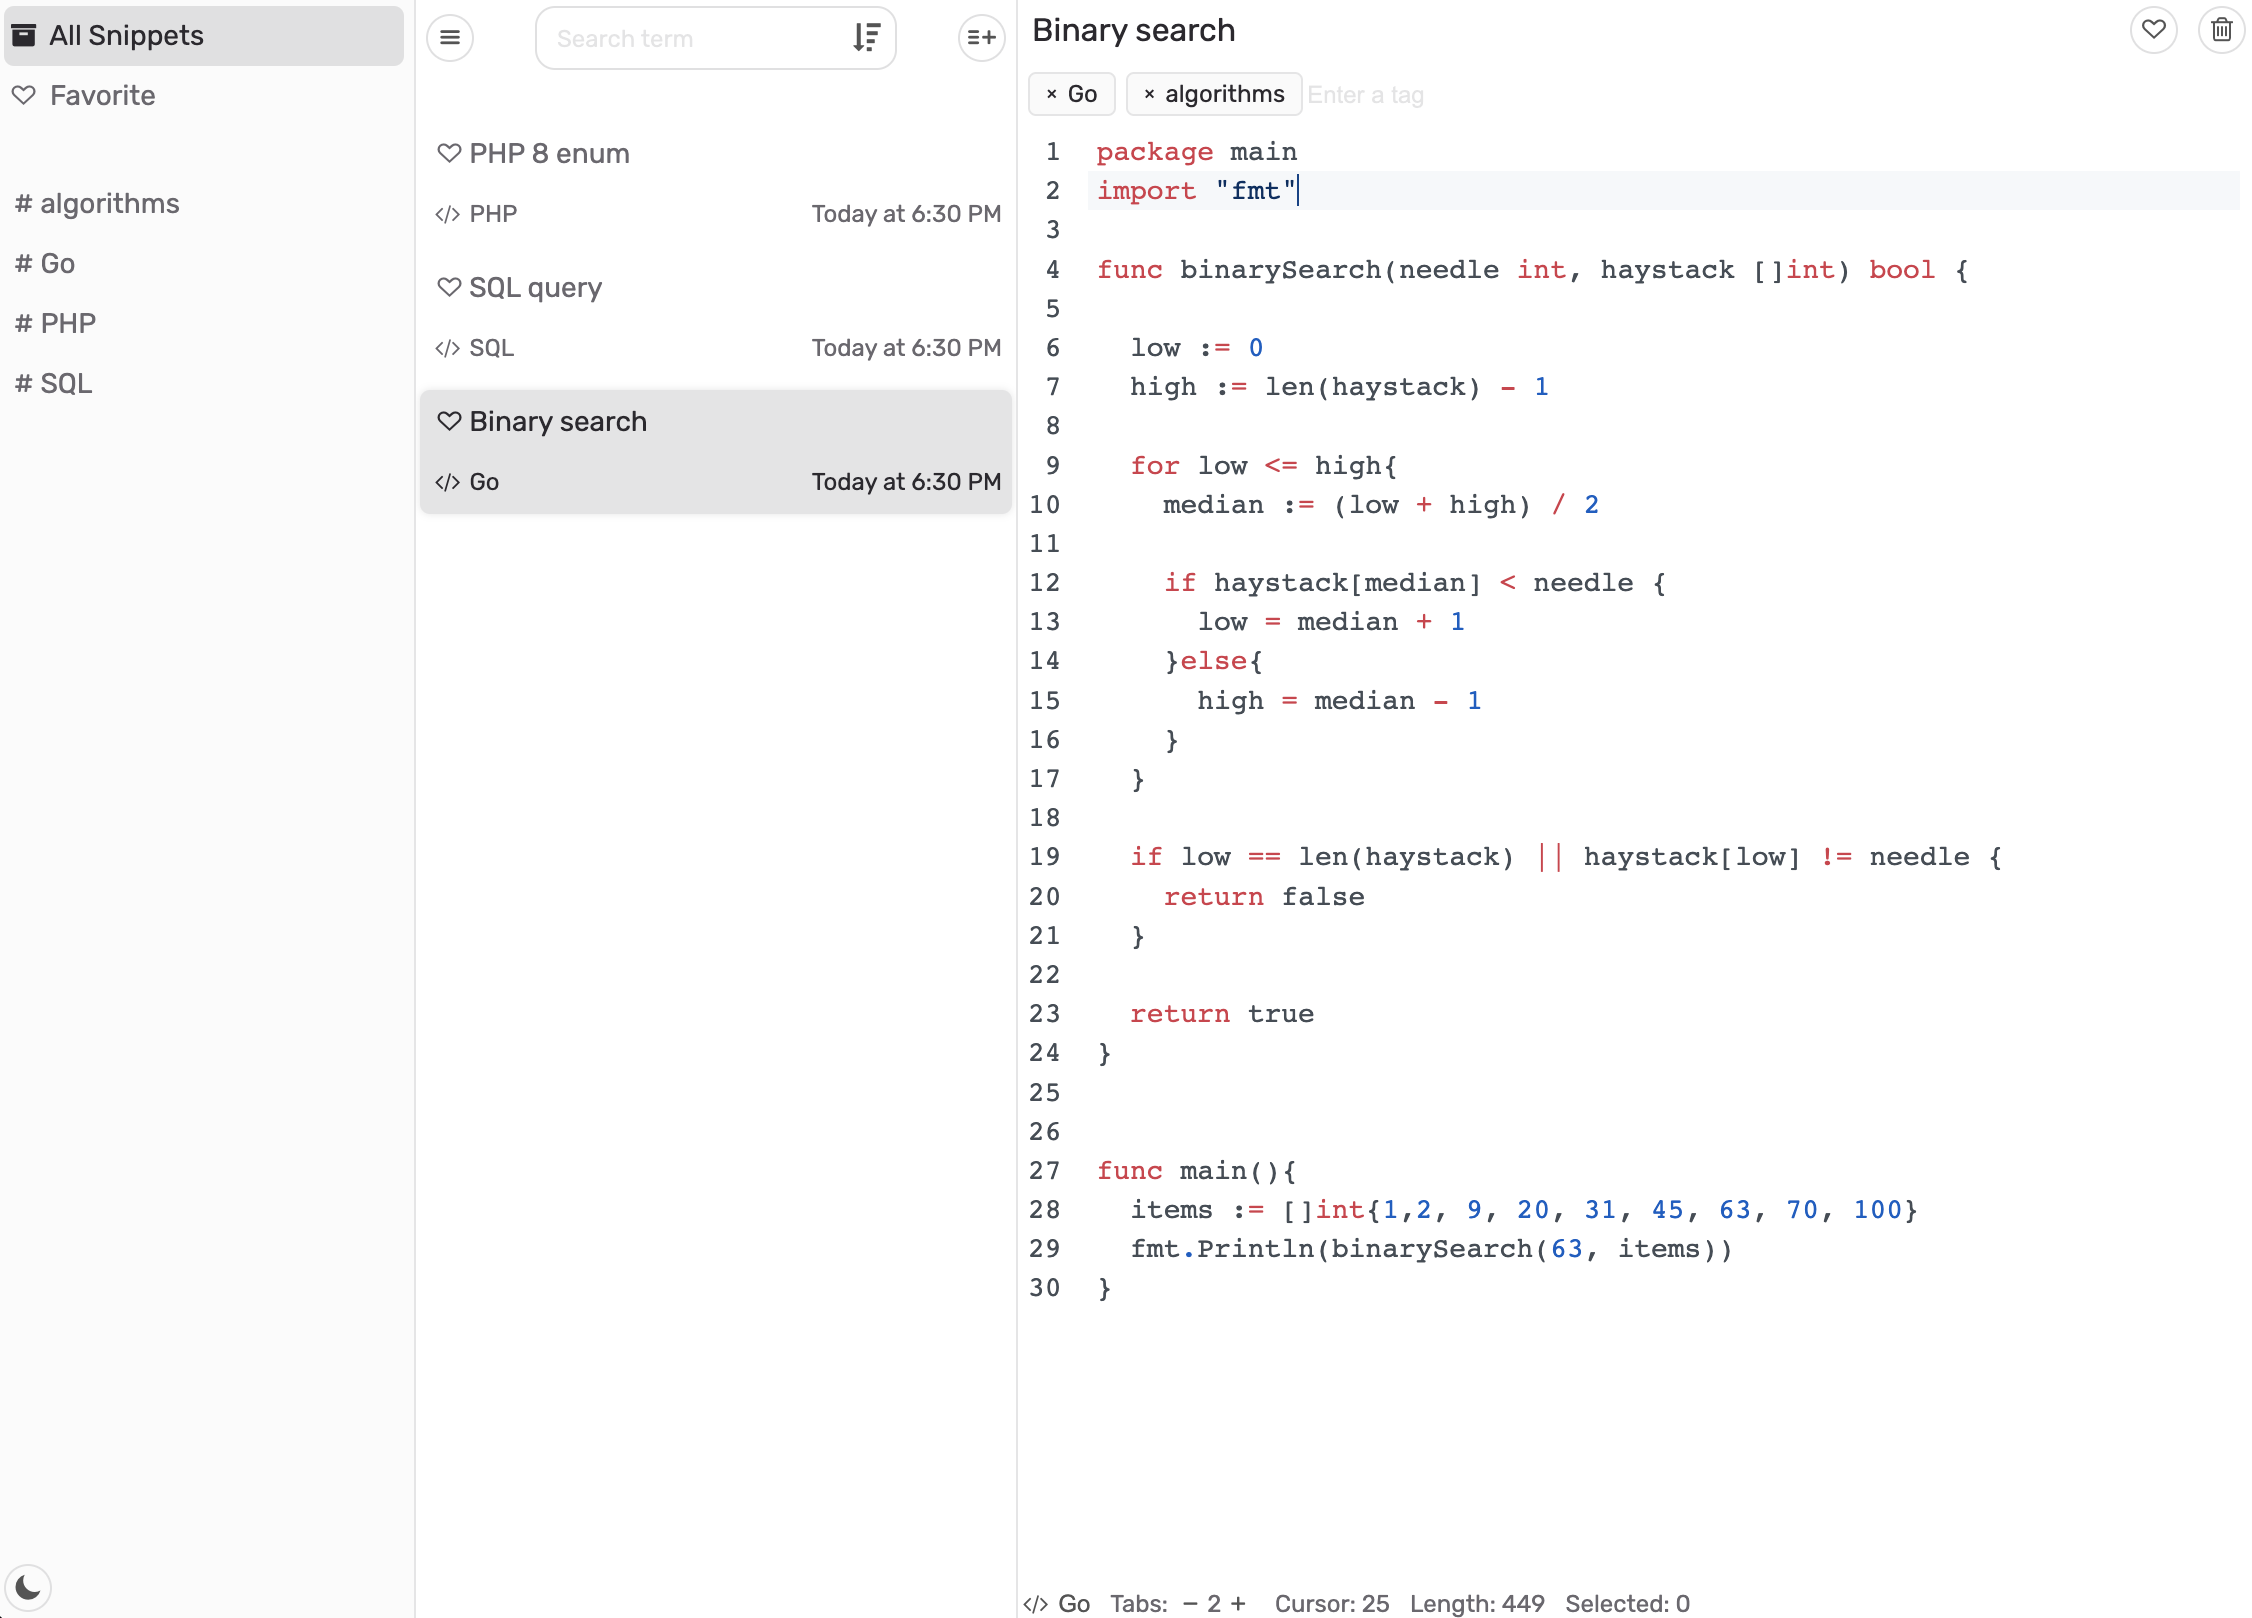 All Snippets
Favorite
# algorithms
# Go
# PHP
# SQL
Search term
PHP 8 enum
</> PHP Today at 6:30 PM
SQL query
</> SQL Today at 6:30 PM
Binary search
</> Go Today at 6:30 PM
Binary search
× Go × algorithms Enter a tag
1 package main
2 import "fmt"
3
4 func binarySearch(needle int, haystack []int) bool {
5
6   low := 0
7   high := len(haystack) - 1
8
9   for low <= high{
10     median := (low + high) / 2
11
12     if haystack[median] < needle {
13       low = median + 1
14     }else{
15       high = median - 1
16     }
17   }
18
19   if low == len(haystack) || haystack[low] != needle {
20     return false
21   }
22
23   return true
24 }
25
26
27 func main(){
28   items := []int{1,2, 9, 20, 31, 45, 63, 70, 100}
29   fmt.Println(binarySearch(63, items))
30 }
</> Go Tabs: − 2 + Cursor: 25 Length: 449 Selected: 0